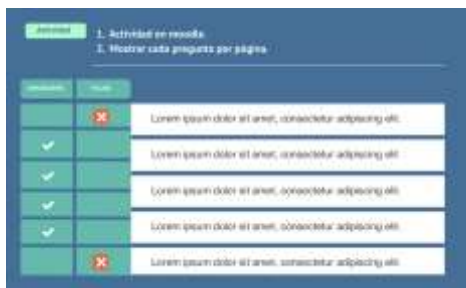 1. Actividad en moodle.
2. Mostrar cada pregunta por página.
Lorem ipsum dolor sit amet, consectetur adipiscing elit.
Lorem ipsum dolor sit amet, consectetur adipiscing elit.
Lorem ipsum dolor sit amet, consectetur adipiscing elit.
Lorem ipsum dolor sit amet, consectetur adipiscing elit.
Lorem ipsum dolor sit amet, consectetur adipiscing elit.